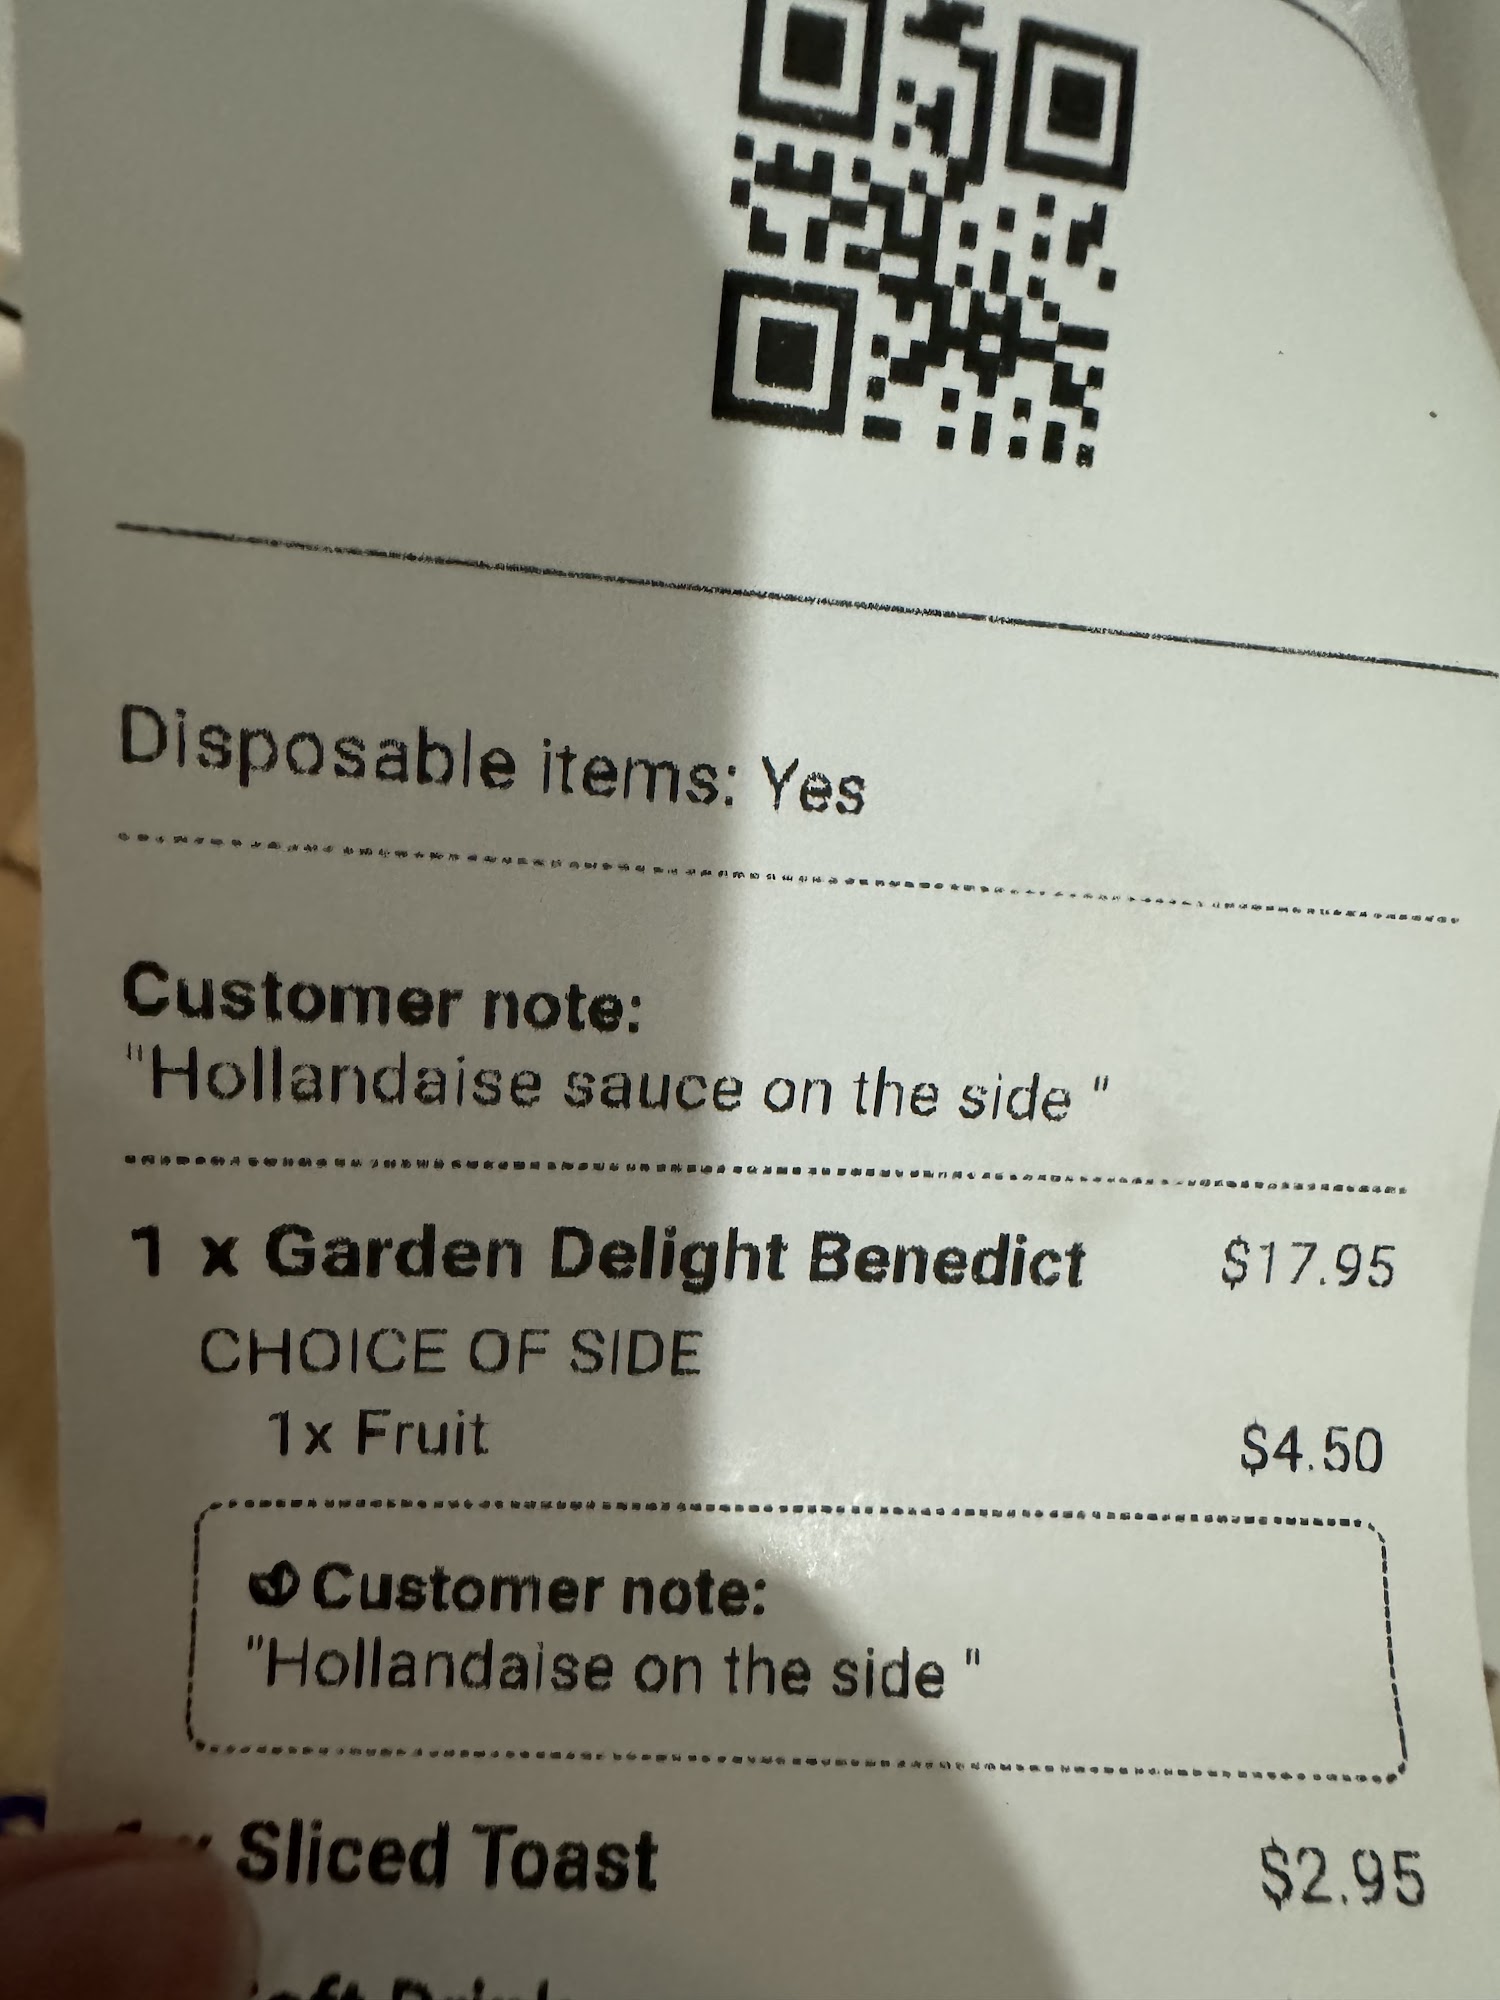 Disposable items: Yes
Customer note:
"Hollandaise sauce on the side "
1 x Garden Delight Benedict $17.95
CHOICE OF SIDE
1x Fruit $4.50
Customer note:
"Hollandaise on the side "
Sliced Toast $2.95